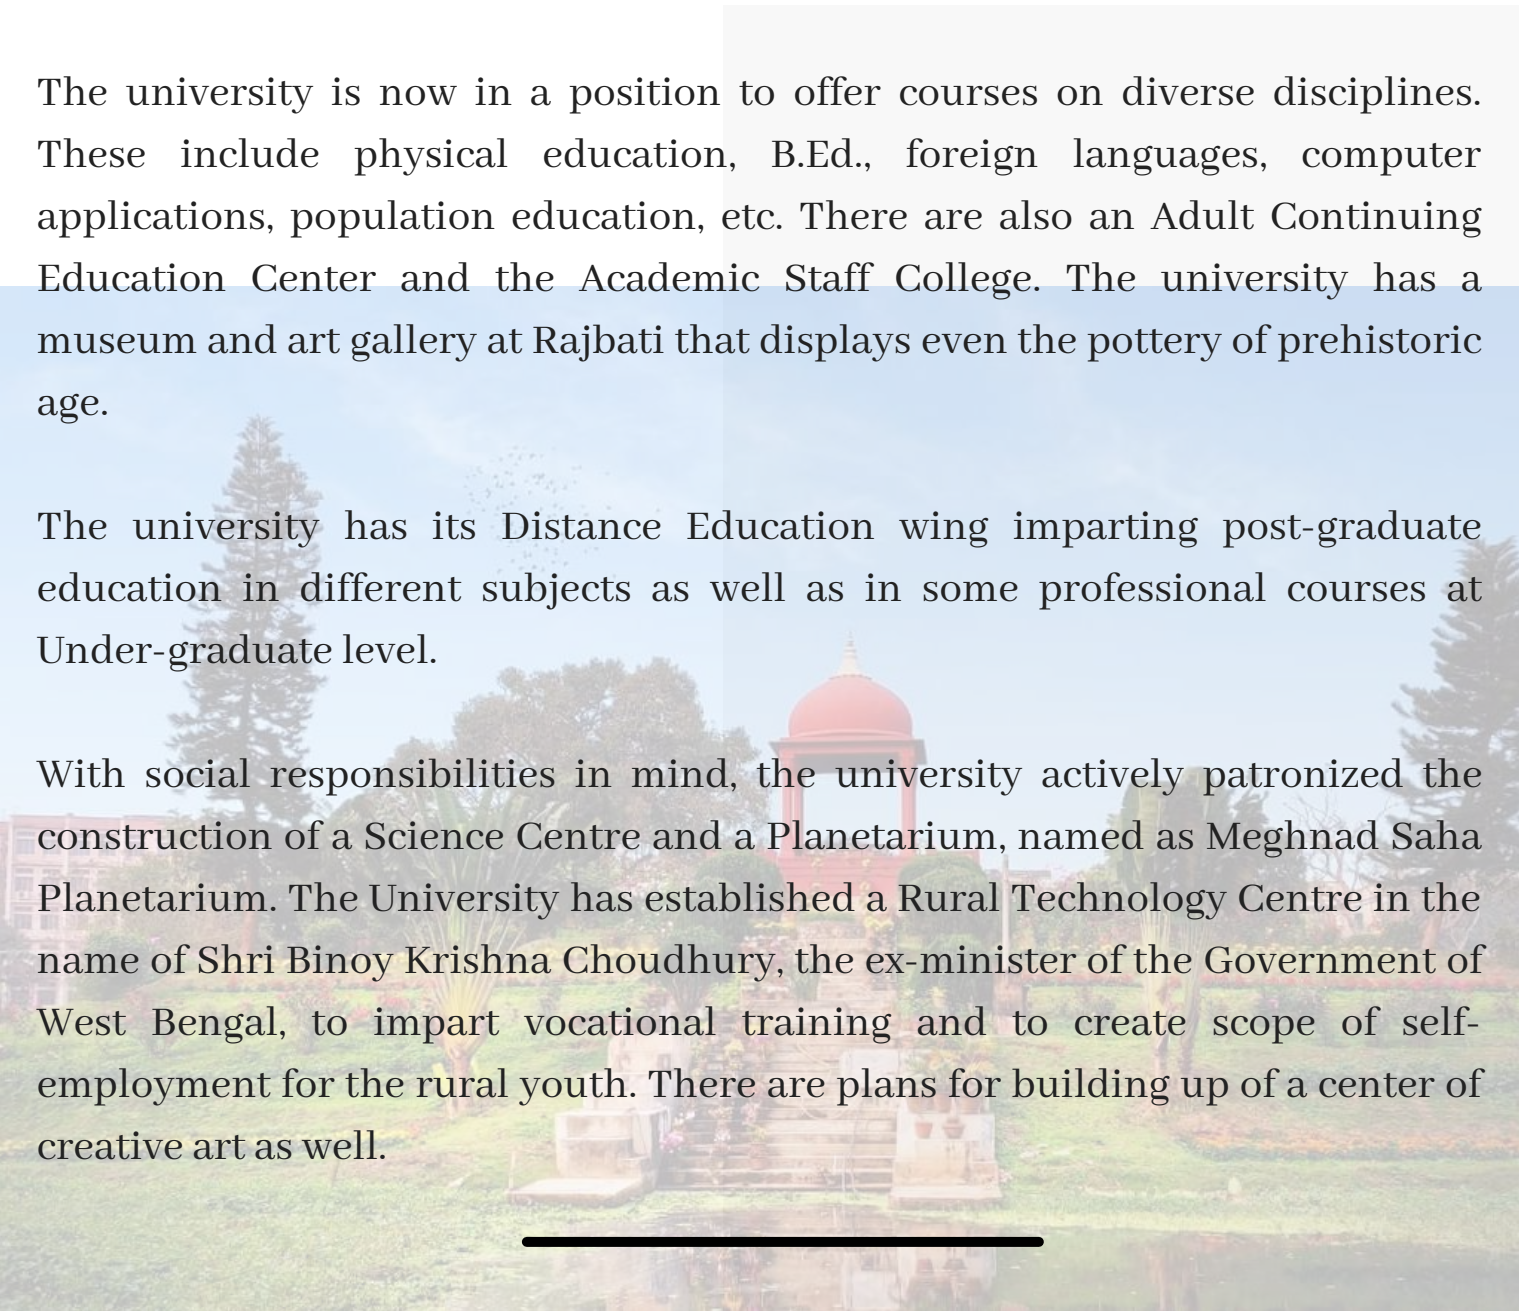 The university is now in a position to offer courses on diverse disciplines.
These include physical education, B.Ed., foreign languages, computer
applications, population education, etc. There are also an Adult Continuing
Education Center and the Academic Staff College. The university has a
museum and art gallery at Rajbati that displays even the pottery of prehistoric
age.
The university has its Distance Education wing imparting post-graduate
education in different subjects as well as in some professional courses at
Under-graduate level.
With social responsibilities in mind, the university actively patronized the
construction of a Science Centre and a Planetarium, named as Meghnad Saha
Planetarium. The University has established a Rural Technology Centre in the
name of Shri Binoy Krishna Choudhury, the ex-minister of the Government of
West Bengal, to impart vocational training and to create scope of self-
employment for the rural youth. There are plans for building up of a center of
creative art as well.